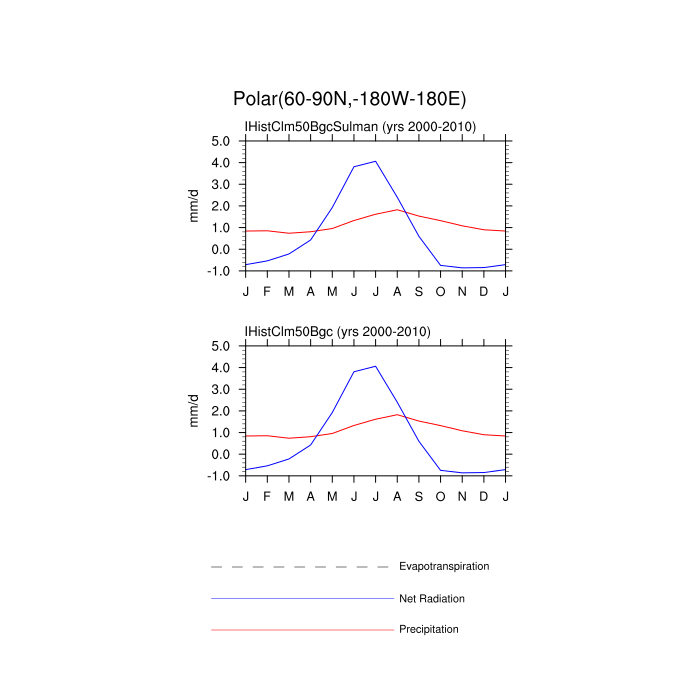 Polar(60-90N,-180W-180E)
IHistClm50BgcSulman (yrs 2000-2010)
5.0
4.0
3.0
2.0
1.0
0.0
-1.0
mm/d
J F M A M J J A S O N D J
IHistClm50Bgc (yrs 2000-2010)
5.0
4.0
3.0
2.0
1.0
0.0
-1.0
mm/d
J F M A M J J A S O N D J
Evapotranspiration
Net Radiation
Precipitation